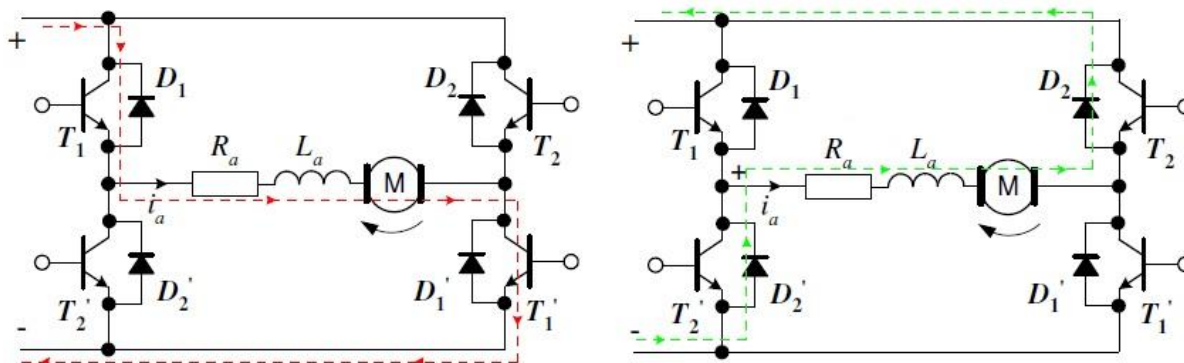 + +
D₁ D₂ D₁ D₂
T₁ Rₐ Lₐ T₂ T₁ Rₐ Lₐ T₂
M + M
iₐ iₐ
T₂' D₂' D₁' T₁' T₂' D₂' D₁' T₁'
- -